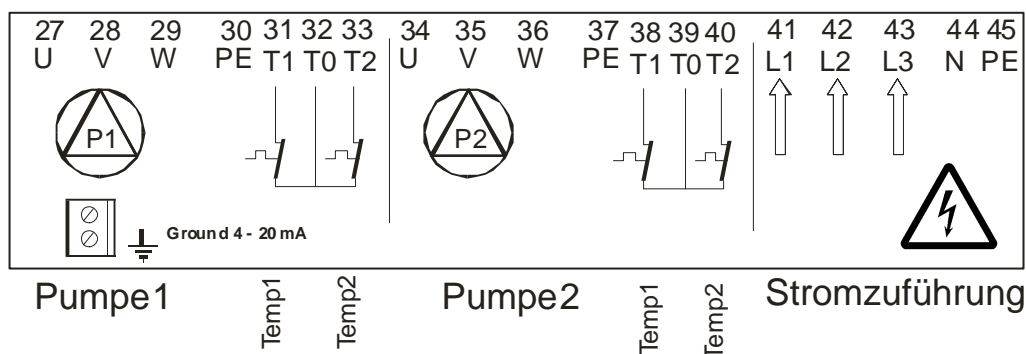 27 28 29 30 31 32 33 34 35 36 37 38 39 40 41 42 43 44 45
U V W PE T1 T0 T2 U V W PE T1 T0 T2 L1 L2 L3 N PE
P1 P2
Ground 4 - 20 mA
Pumpe1 Temp1 Temp2 Pumpe2 Temp1 Temp2 Stromzuführung